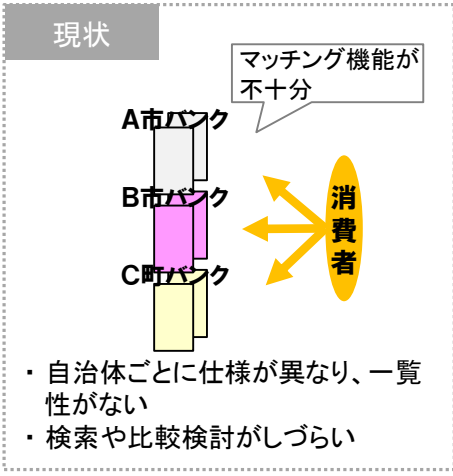 現状
マッチング機能が
不十分
A市バンク
B市バンク
C町バンク
消費者
・ 自治体ごとに仕様が異なり、一覧
性がない
・ 検索や比較検討がしづらい